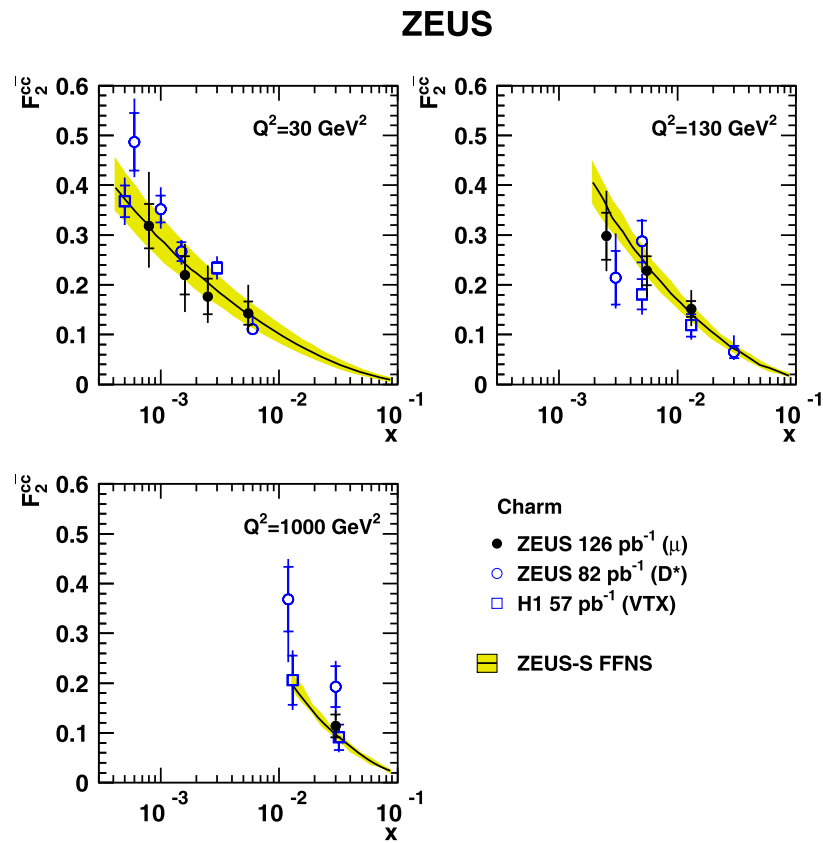 ZEUS
F₂^cc̄
Q²=30 GeV²
0.6
0.5
0.4
0.3
0.2
0.1
0
10⁻³
10⁻²
10⁻¹
x
F₂^cc̄
Q²=130 GeV²
0.6
0.5
0.4
0.3
0.2
0.1
0
10⁻³
10⁻²
10⁻¹
x
F₂^cc̄
Q²=1000 GeV²
0.6
0.5
0.4
0.3
0.2
0.1
0
10⁻³
10⁻²
10⁻¹
x
Charm
ZEUS 126 pb⁻¹ (μ)
ZEUS 82 pb⁻¹ (D*)
H1 57 pb⁻¹ (VTX)
ZEUS-S FFNS